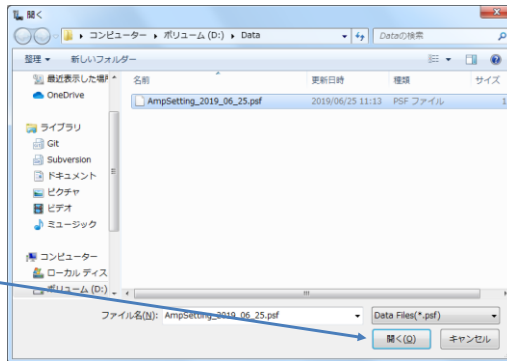 開く
コンピューター ▸ ボリューム (D:) ▸ Data
Dataの検索
整理
新しいフォルダー
最近表示した場所
OneDrive
ライブラリ
Git
Subversion
ドキュメント
ピクチャ
ビデオ
ミュージック
コンピューター
ローカル ディス
ボリューム (D:)
名前 更新日時 種類 サイズ
AmpSetting_2019_06_25.psf 2019/06/25 11:13 PSF ファイル 1
ファイル名(N): AmpSetting_2019_06_25.psf
Data Files(*.psf)
開く(O) キャンセル